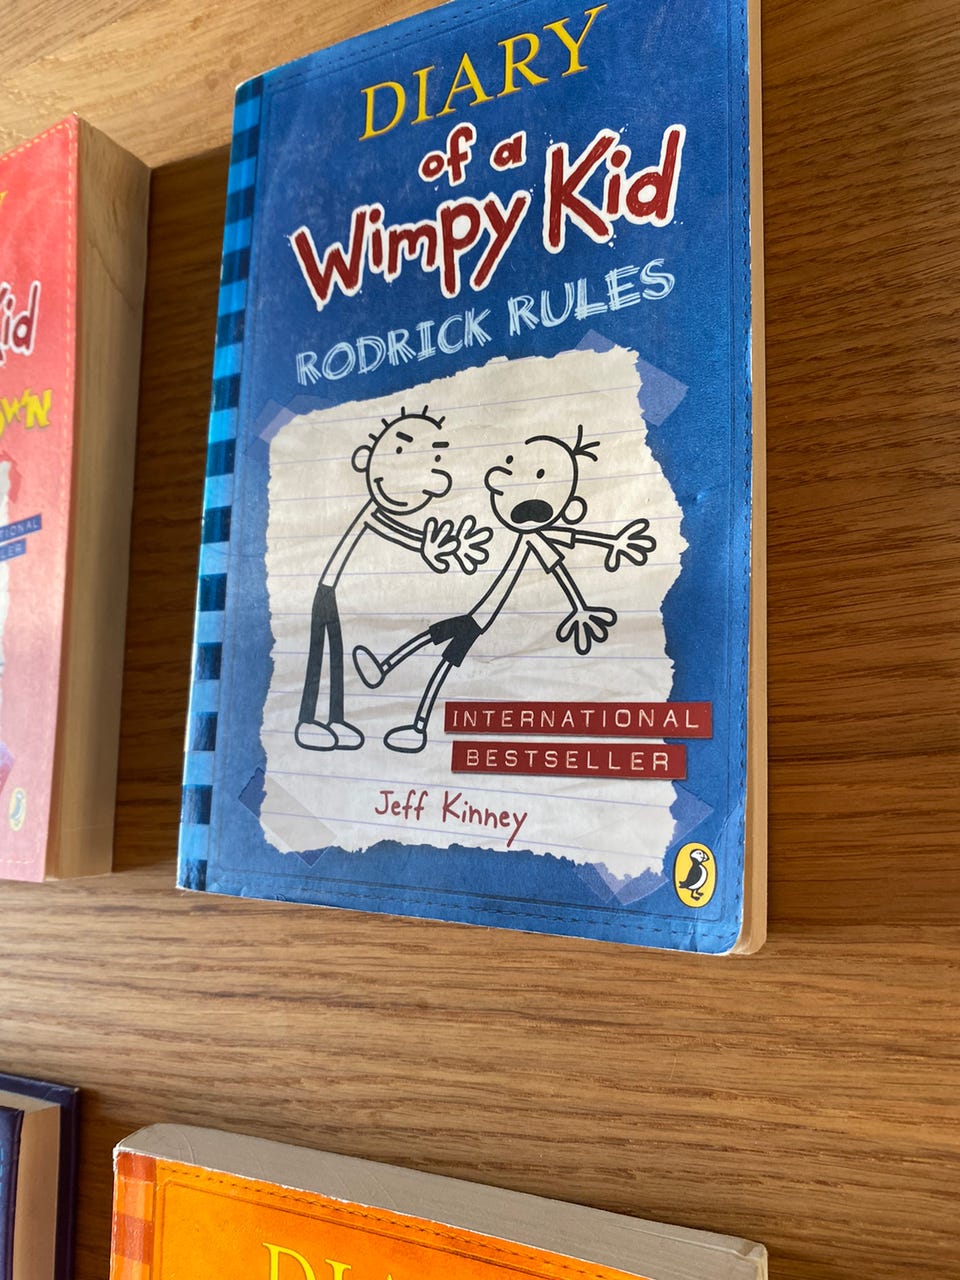 DIARY
of a
Wimpy Kid
RODRICK RULES
INTERNATIONAL
BESTSELLER
Jeff Kinney